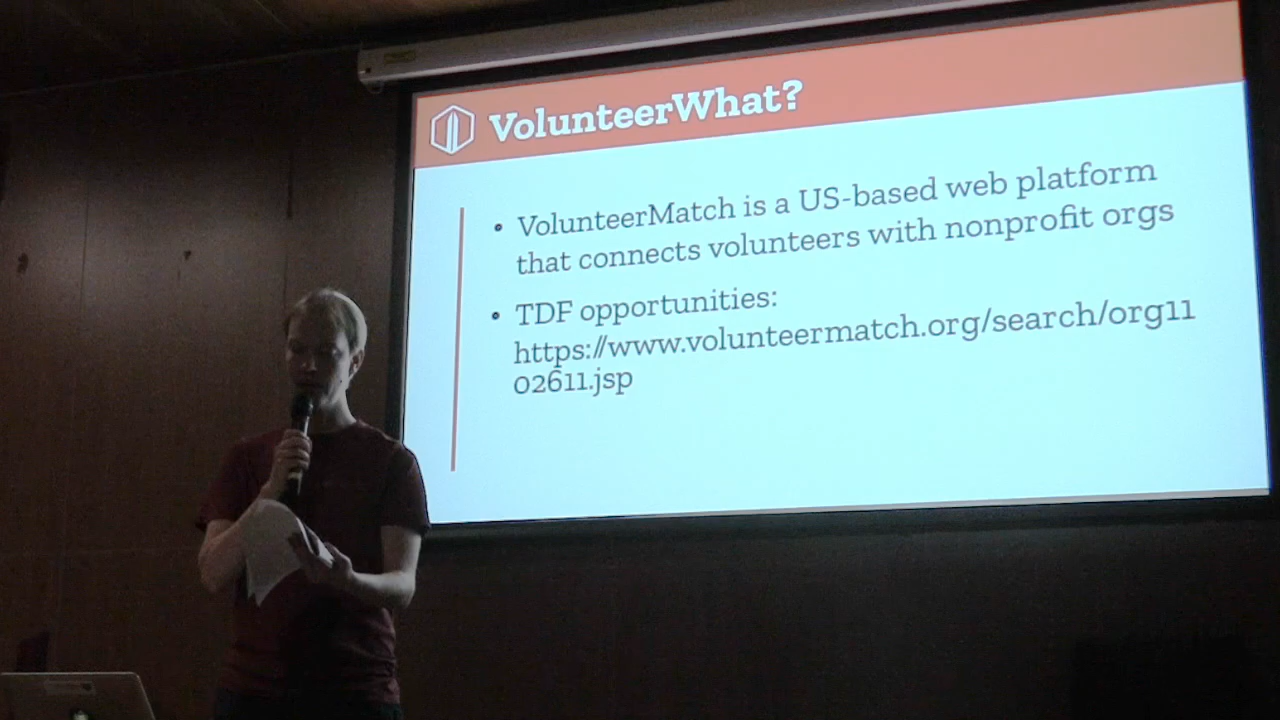 VolunteerWhat?
• VolunteerMatch is a US-based web platform
that connects volunteers with nonprofit orgs
• TDF opportunities:
https://www.volunteermatch.org/search/org11
02611.jsp